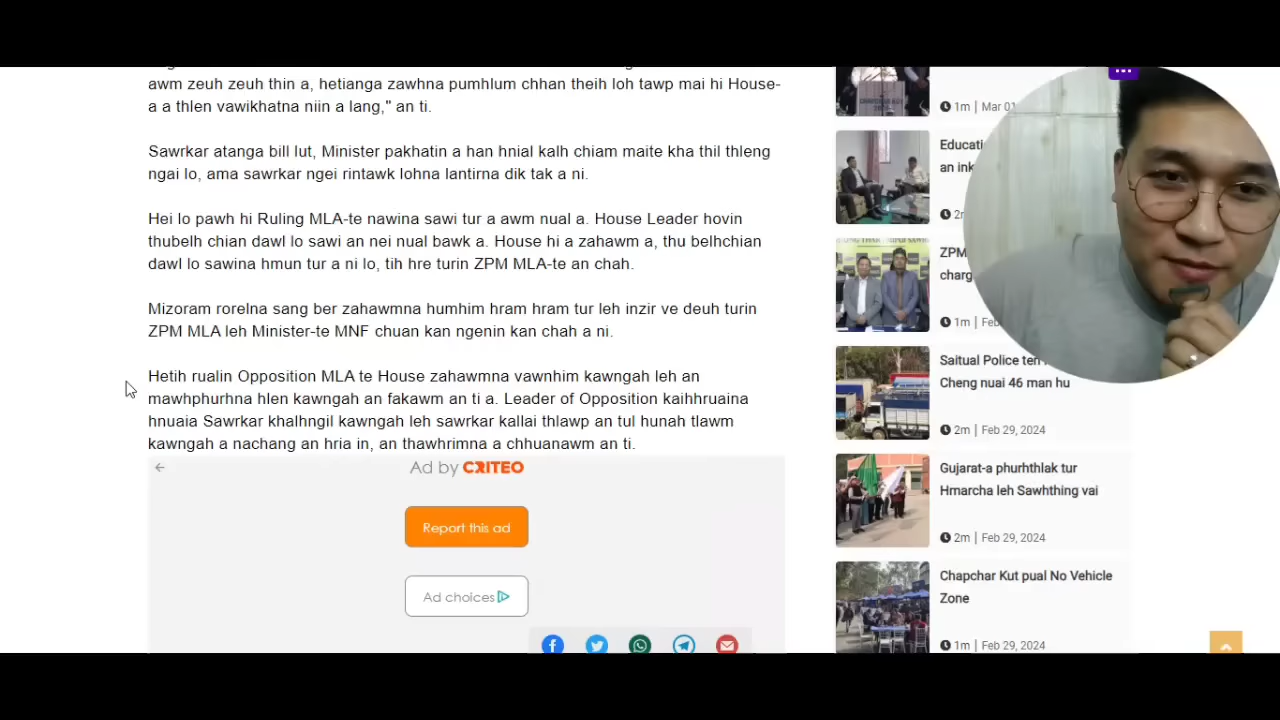 awm zeuh zeuh thin a, hetianga zawhna pumhlum chhan theih loh tawp mai hi House-
a a thlen vawikhatna niin a lang," an ti.
Sawrkar atanga bill lut, Minister pakhatin a han hnial kalh chiam maite kha thil thleng
ngai lo, ama sawrkar ngei rintawk lohna lantirna dik tak a ni.
Hei lo pawh hi Ruling MLA-te nawina sawi tur a awm nual a. House Leader hovin
thubelh chian dawl lo sawi an nei nual bawk a. House hi a zahawm a, thu belhchian
dawl lo sawina hmun tur a ni lo, tih hre turin ZPM MLA-te an chah.
Mizoram rorelna sang ber zahawmna humhim hram hram tur leh inzir ve deuh turin
ZPM MLA leh Minister-te MNF chuan kan ngenin kan chah a ni.
Hetih rualin Opposition MLA te House zahawmna vawnhim kawngah leh an
mawhphurhna hlen kawngah an fakawm an ti a. Leader of Opposition kaihhruaina
hnuaia Sawrkar khalhngil kawngah leh sawrkar kallai thlawp an tul hunah tlawm
kawngah a nachang an hria in, an thawhrimna a chhuanawm an ti.
Ad by CRITEO
Report this ad
Ad choices
1m | Mar 01
Educati
an ink
ZPM
charg
1m | Feb
Saitual Police ten
Cheng nuai 46 man hu
2m | Feb 29, 2024
Gujarat-a phurhthlak tur
Hmarcha leh Sawhthing vai
2m | Feb 29, 2024
Chapchar Kut pual No Vehicle
Zone
1m | Feb 29, 2024